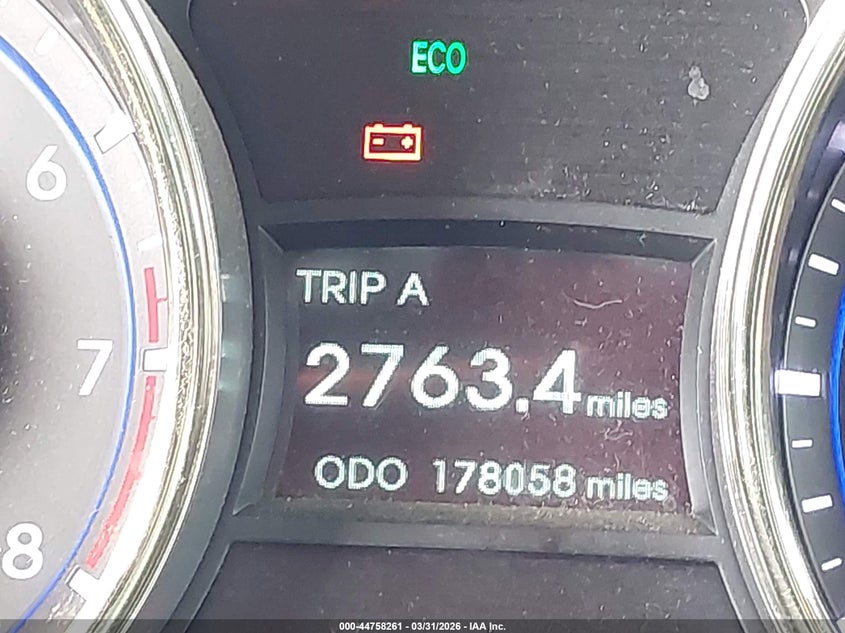 ECO
6
TRIP A
7
2763.4 miles
ODO 178058 miles
8
000-44758261 - 03/31/2026 - IAA Inc.